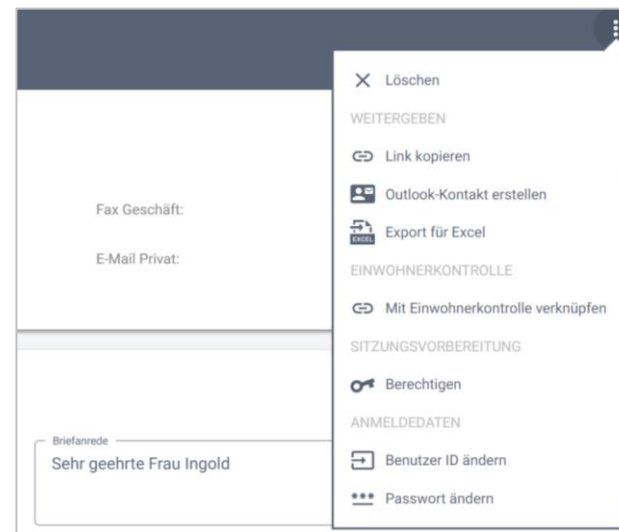 Löschen
WEITERGEBEN
Link kopieren
Outlook-Kontakt erstellen
EXCEL Export für Excel
EINWOHNERKONTROLLE
Mit Einwohnerkontrolle verknüpfen
SITZUNGSVORBEREITUNG
Berechtigen
ANMELDEDATEN
Benutzer ID ändern
Passwort ändern
Fax Geschäft:
E-Mail Privat:
Briefanrede
Sehr geehrte Frau Ingold